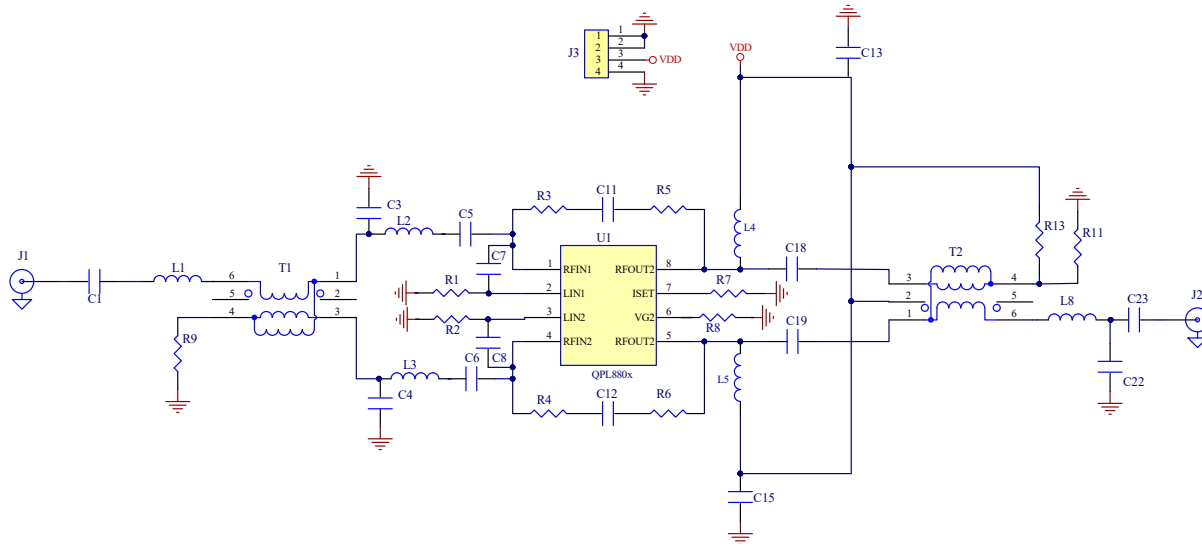 J3
1
2
3
4
1
2
3
4
VDD
VDD
C13
C3
L2
C5
R3
C11
R5
L4
C18
R13
R11
U1
C7
J1
C1
L1
T1
6
5
4
1
2
3
R9
R1
R2
C8
1
2
3
4
RFIN1
LIN1
LIN2
RFIN2
RFOUT2
ISET
VG2
RFOUT2
8
7
6
5
QPL880x
R7
R8
C19
T2
3
2
1
4
5
6
L8
C23
J2
C22
L3
C6
C4
R4
C12
R6
L5
C15